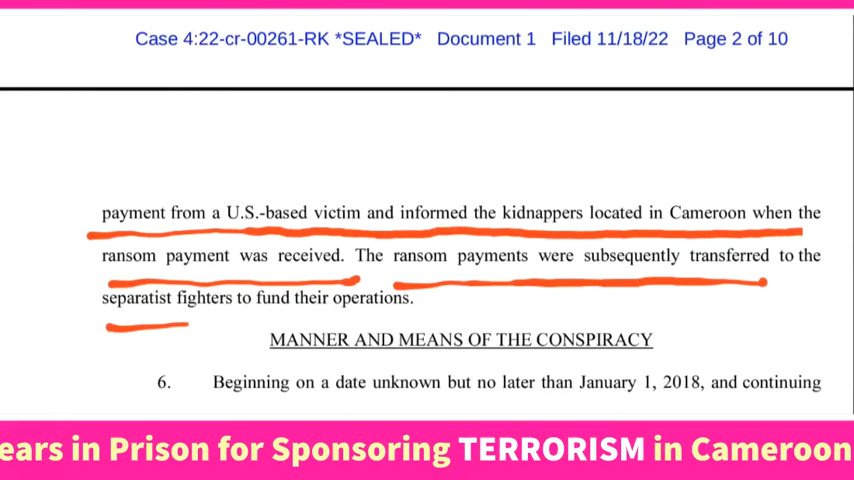 Case 4:22-cr-00261-RK *SEALED* Document 1 Filed 11/18/22 Page 2 of 10
payment from a U.S.-based victim and informed the kidnappers located in Cameroon when the
ransom payment was received. The ransom payments were subsequently transferred to the
separatist fighters to fund their operations.
MANNER AND MEANS OF THE CONSPIRACY
6. Beginning on a date unknown but no later than January 1, 2018, and continuing
ears in Prison for Sponsoring TERRORISM in Cameroon